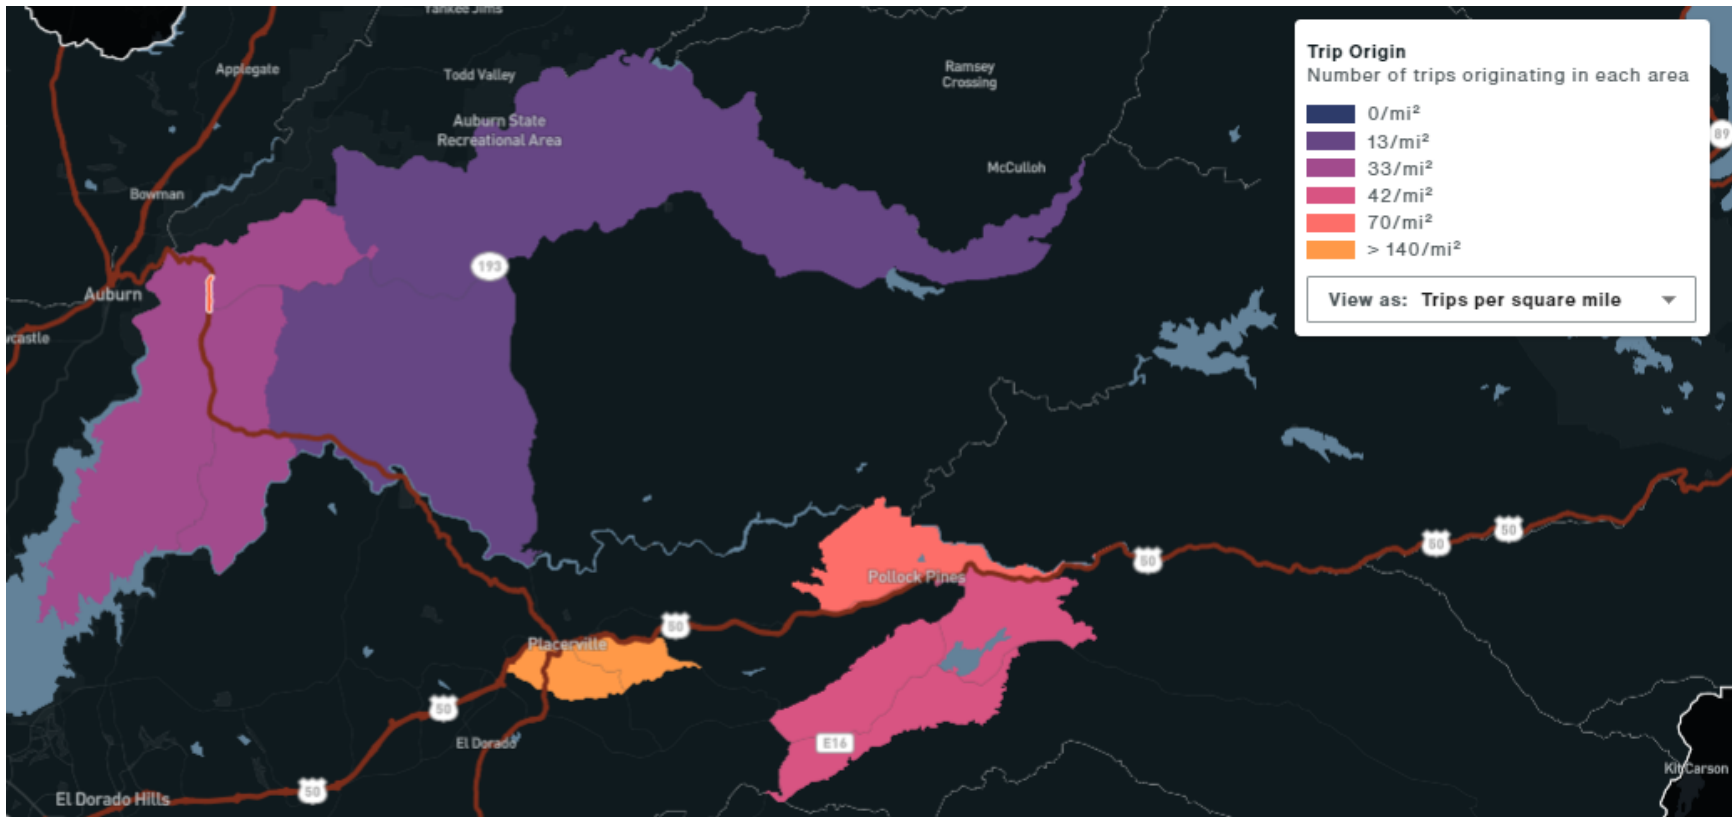 Yankee Jims
Applegate
Todd Valley
Ramsey
Crossing
Auburn State
Recreational Area
McCulloh
Bowman
193
Auburn
50
Pollock Pines
50
50
50
Placerville
50
El Dorado
E16
50
El Dorado Hills
Kit Carson
89
Trip Origin
Number of trips originating in each area
0/mi²
13/mi²
33/mi²
42/mi²
70/mi²
> 140/mi²
View as: Trips per square mile